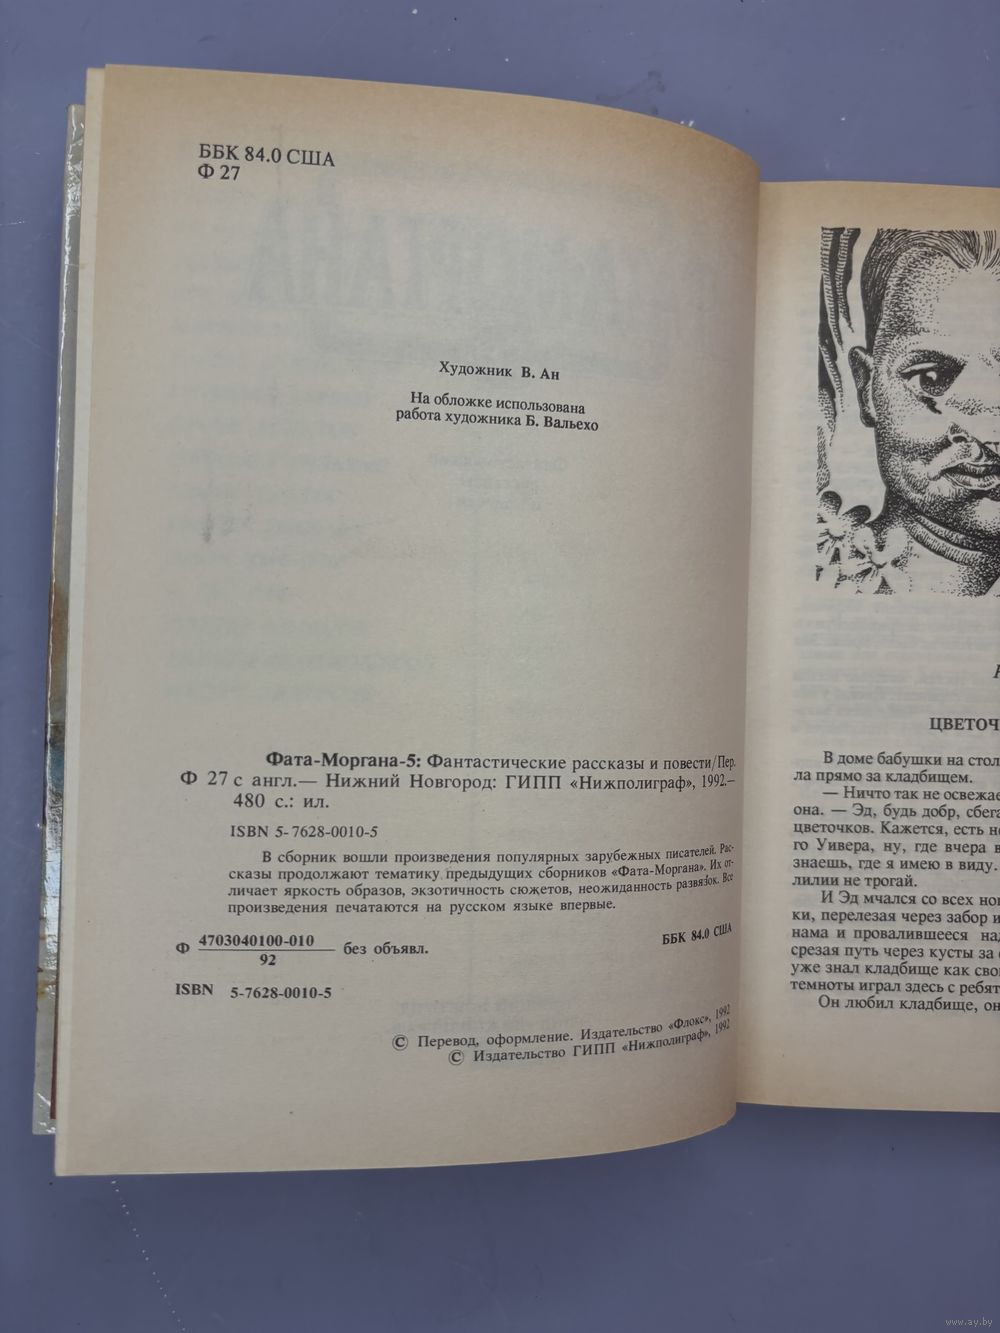 ББК 84.0 США
Ф 27
Художник В. Ан
На обложке использована
работа художника Б. Вальехо
Фата-Моргана-5: Фантастические рассказы и повести/Пер.
Ф 27 с англ.— Нижний Новгород: ГИПП «Нижполиграф», 1992.—
480 с.: ил.
ISBN 5-7628-0010-5
В сборник вошли произведения популярных зарубежных писателей. Рас-
сказы продолжают тематику предыдущих сборников «Фата-Моргана». Их от-
личает яркость образов, экзотичность сюжетов, неожиданность развязок. Все
произведения печатаются на русском языке впервые.
Ф 4703040100-010 без объявл.
92
ББК 84.0 США
ISBN 5-7628-0010-5
© Перевод, оформление. Издательство «Флокс», 1992
© Издательство ГИПП «Нижполиграф», 1992
ЦВЕТОЧ
В доме бабушки на стол
ла прямо за кладбищем.
— Ничто так не освежае
она. — Эд, будь добр, сбега
цветочков. Кажется, есть не
го Уивера, ну, где вчера в
знаешь, где я имею в виду.
лилии не трогай.
И Эд мчался со всех ног
ки, перелезая через забор и
нама и провалившееся над
срезая путь через кусты за
уже знал кладбище как сво
темноты играл здесь с ребят
Он любил кладбище, он
www.ay.by